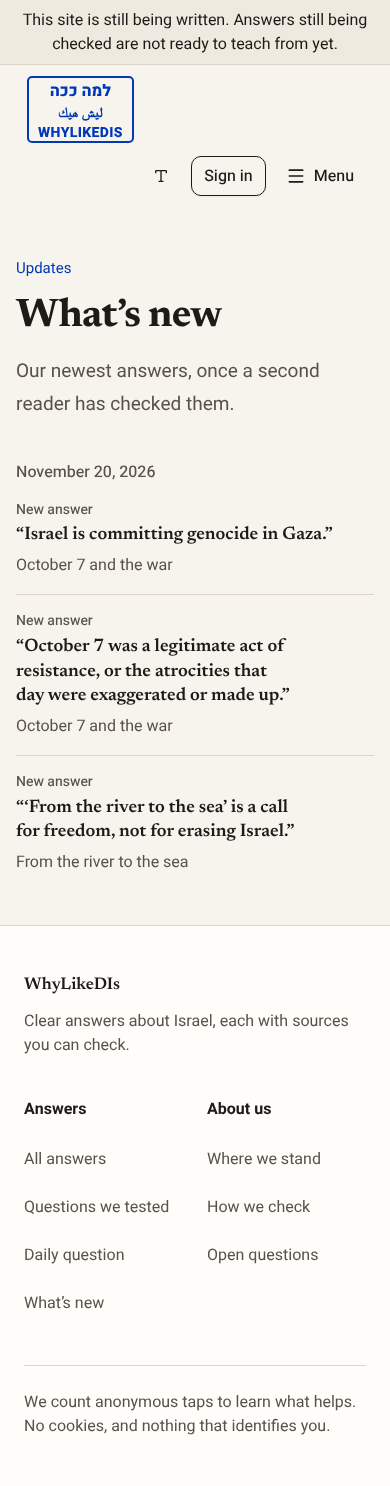 This site is still being written. Answers still being
checked are not ready to teach from yet.
למה ככה
ليش هيك
WHYLIKEDIS
T
Sign in
Menu
Updates
What’s new
Our newest answers, once a second
reader has checked them.
November 20, 2026
New answer
“Israel is committing genocide in Gaza.”
October 7 and the war
New answer
“October 7 was a legitimate act of
resistance, or the atrocities that
day were exaggerated or made up.”
October 7 and the war
New answer
“‘From the river to the sea’ is a call
for freedom, not for erasing Israel.”
From the river to the sea
WhyLikeDIs
Clear answers about Israel, each with sources
you can check.
Answers
All answers
Questions we tested
Daily question
What’s new
About us
Where we stand
How we check
Open questions
We count anonymous taps to learn what helps.
No cookies, and nothing that identifies you.